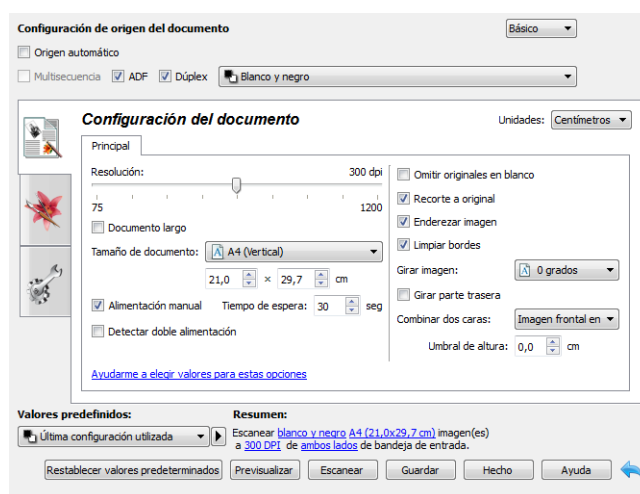 Configuración de origen del documento
Básico
Origen automático
Multisecuencia ADF Dúplex Blanco y negro
Configuración del documento
Unidades: Centímetros
Principal
Resolución: 300 dpi
75 1200
Documento largo
Tamaño de documento: A4 (Vertical)
21,0 × 29,7 cm
Alimentación manual Tiempo de espera: 30 seg
Detectar doble alimentación
Ayudarme a elegir valores para estas opciones
Omitir originales en blanco
Recorte a original
Enderezar imagen
Limpiar bordes
Girar imagen: 0 grados
Girar parte trasera
Combinar dos caras: Imagen frontal en
Umbral de altura: 0,0 cm
Valores predefinidos:
Última configuración utilizada
Resumen:
Escanear blanco y negro A4 (21,0x29,7 cm) imagen(es)
a 300 DPI de ambos lados de bandeja de entrada.
Restablecer valores predeterminados Previsualizar Escanear Guardar Hecho Ayuda